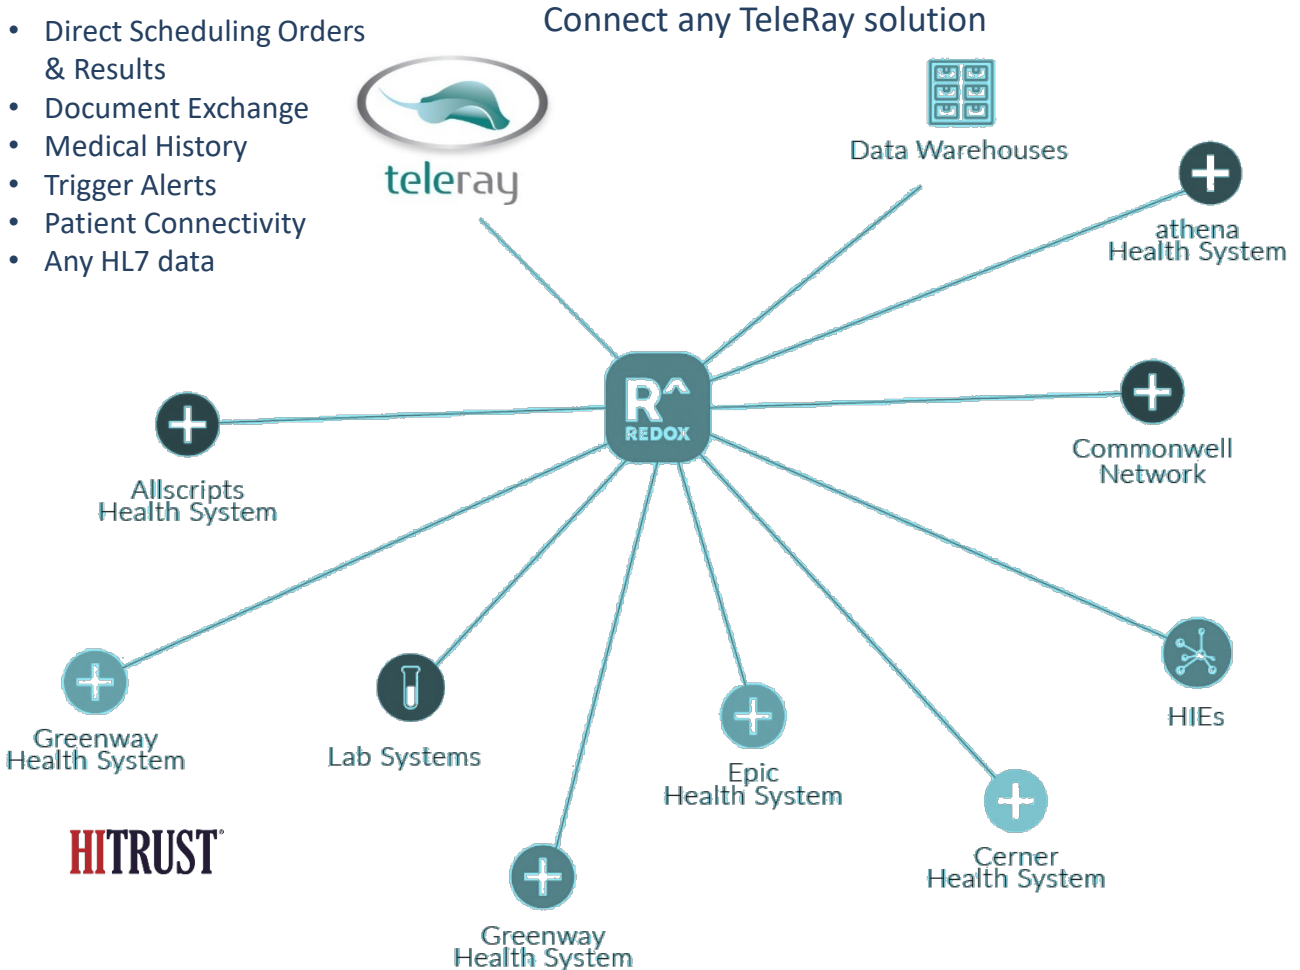 Connect any TeleRay solution
• Direct Scheduling Orders
& Results
• Document Exchange
• Medical History
• Trigger Alerts
• Patient Connectivity
• Any HL7 data
teleray
Data Warehouses
athena
Health System
R^
REDOX
Commonwell
Network
Allscripts
Health System
HIEs
Greenway
Health System
Lab Systems
Epic
Health System
Cerner
Health System
HITRUST®
Greenway
Health System